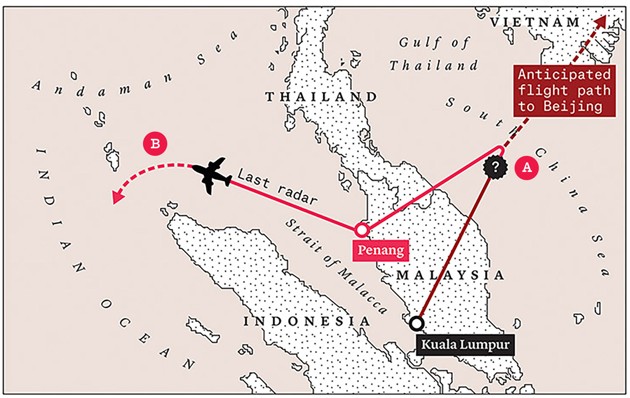 VIETNAM
Gulf of
Thailand
Andaman Sea
THAILAND
Anticipated
flight path
to Beijing
South China Sea
B
?
A
Last radar
INDIAN OCEAN
Penang
Strait of Malacca
MALAYSIA
INDONESIA
Kuala Lumpur